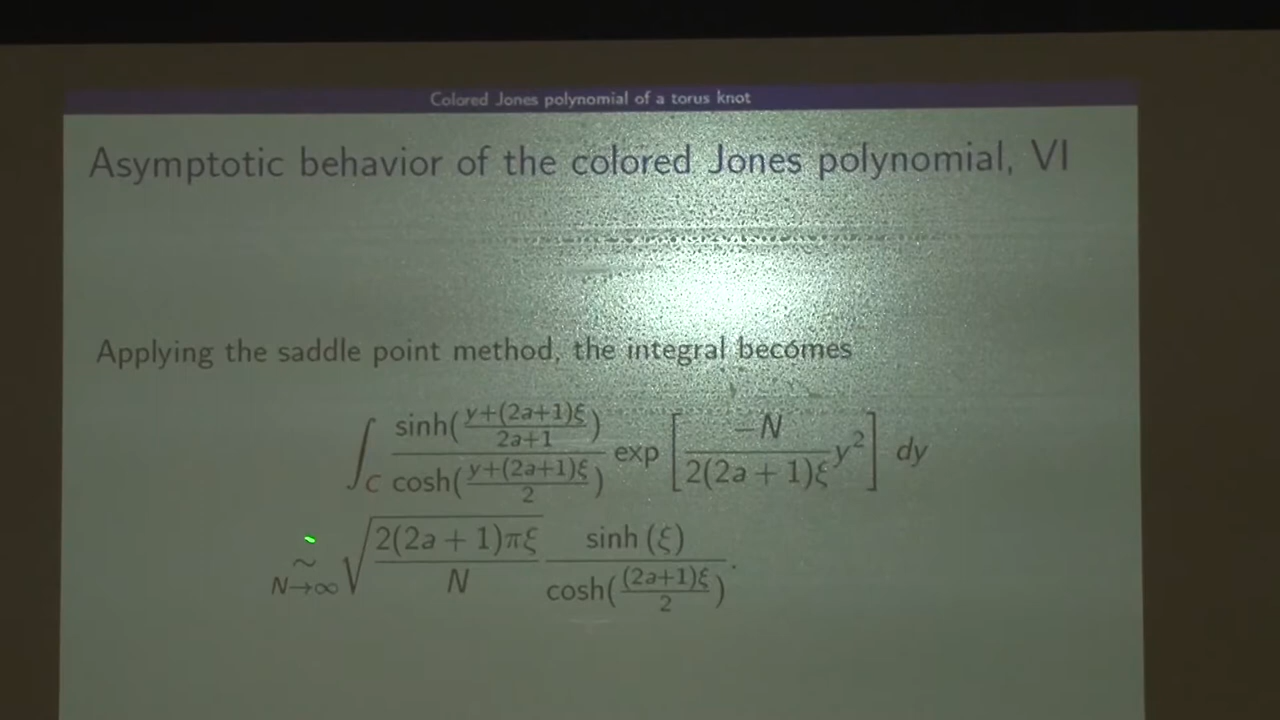 Colored Jones polynomial of a torus knot
Asymptotic behavior of the colored Jones polynomial, VI
Applying the saddle point method, the integral becomes
∫_C sinh((y+(2a+1)ξ)/(2a+1)) / cosh((y+(2a+1)ξ)/2) exp[−N/(2(2a + 1)ξ) y²] dy
∼_{N→∞} √(2(2a + 1)πξ/N) sinh(ξ)/cosh((2a+1)ξ/2).